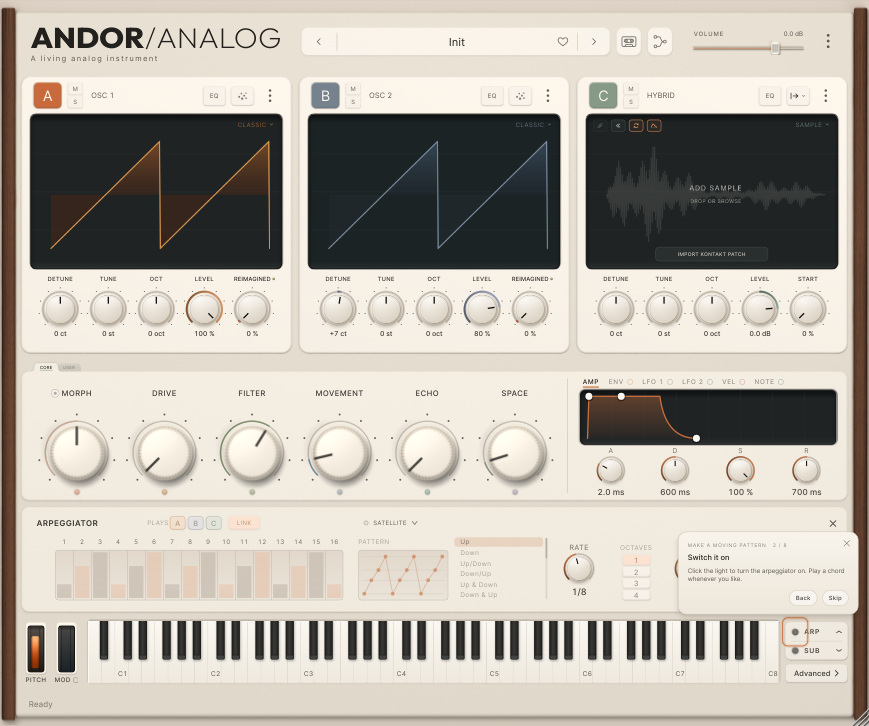 ANDOR/ANALOG
A living analog instrument
Init
VOLUME 0.0 dB
A M S OSC 1 EQ
CLASSIC
DETUNE TUNE OCT LEVEL REIMAGINED
0 ct 0 st 0 oct 100 % 0 %
B M S OSC 2 EQ
CLASSIC
DETUNE TUNE OCT LEVEL REIMAGINED
+7 ct 0 st 0 oct 80 % 0 %
C M S HYBRID EQ
SAMPLE
ADD SAMPLE
DROP OR BROWSE
IMPORT KONTAKT PATCH
DETUNE TUNE OCT LEVEL START
0 ct 0 st 0 oct 0.0 dB 0 %
CORE USER
MORPH DRIVE FILTER MOVEMENT ECHO SPACE
AMP ENV LFO 1 LFO 2 VEL NOTE
A D S R
2.0 ms 600 ms 100 % 700 ms
ARPEGGIATOR PLAYS A B C LINK SATELLITE
1 2 3 4 5 6 7 8 9 10 11 12 13 14 15 16
PATTERN
Up
Down
Up/Down
Down/Up
Up & Down
Down & Up
RATE
1/8
OCTAVES
1
2
3
4
MAKE A MOVING PATTERN · 2 / 8
Switch it on
Click the light to turn the arpeggiator on. Play a chord
whenever you like.
Back Skip
PITCH MOD
C1 C2 C3 C4 C5 C6 C7 C8
ARP
SUB
Advanced
Ready